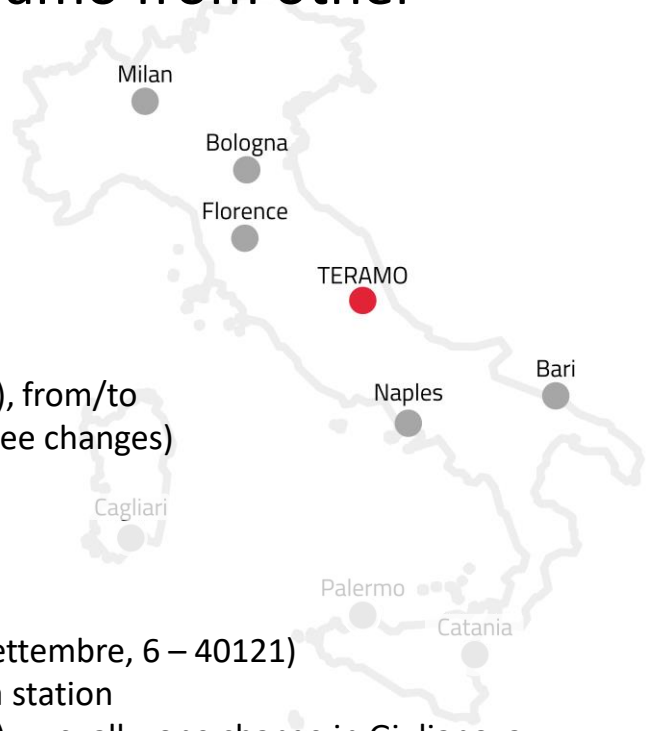 from other
Milan
Bologna
Florence
TERAMO
Bari
), from/to
Naples
ee changes)
Cagliari
Palermo
Catania
ettembre, 6 – 40121)
station